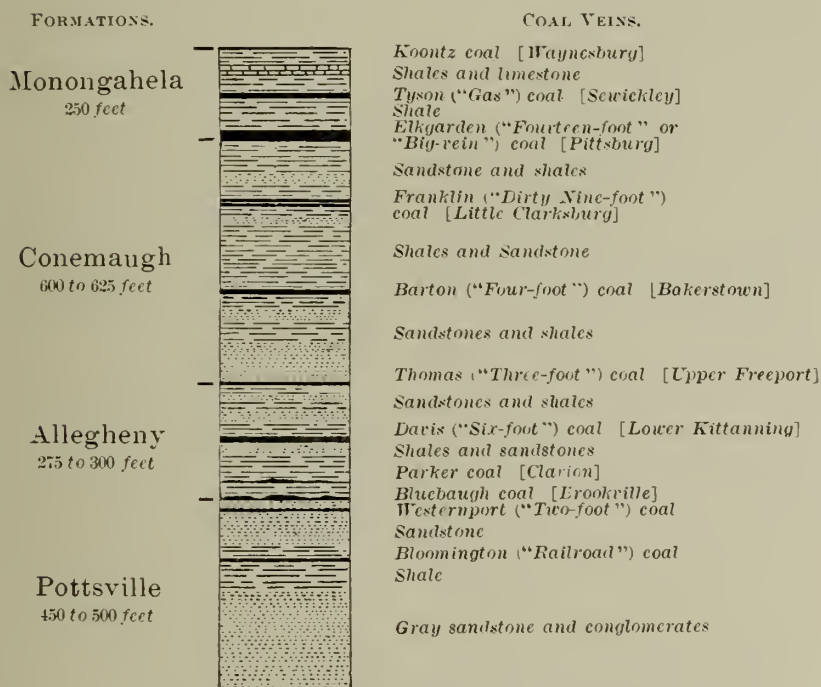 FORMATIONS.
COAL VEINS.
Koontz coal [Waynesburg]
Shales and limestone
Monongahela
250 feet
Tyson ("Gas") coal [Sewickley]
Shale
Elkgarden ("Fourteen-foot" or
"Big-vein") coal [Pittsburg]
Sandstone and shales
Franklin ("Dirty Nine-foot")
coal [Little Clarksburg]
Conemaugh
600 to 625 feet
Shales and Sandstone
Barton ("Four-foot") coal [Bakerstown]
Sandstones and shales
Thomas ("Three-foot") coal [Upper Freeport]
Sandstones and shales
Allegheny
275 to 300 feet
Davis ("Six-foot") coal [Lower Kittanning]
Shales and sandstones
Parker coal [Clarion]
Bluebaugh coal [Brookville]
Westernport ("Two-foot") coal
Sandstone
Bloomington ("Railroad") coal
Shale
Pottsville
450 to 500 feet
Gray sandstone and conglomerates